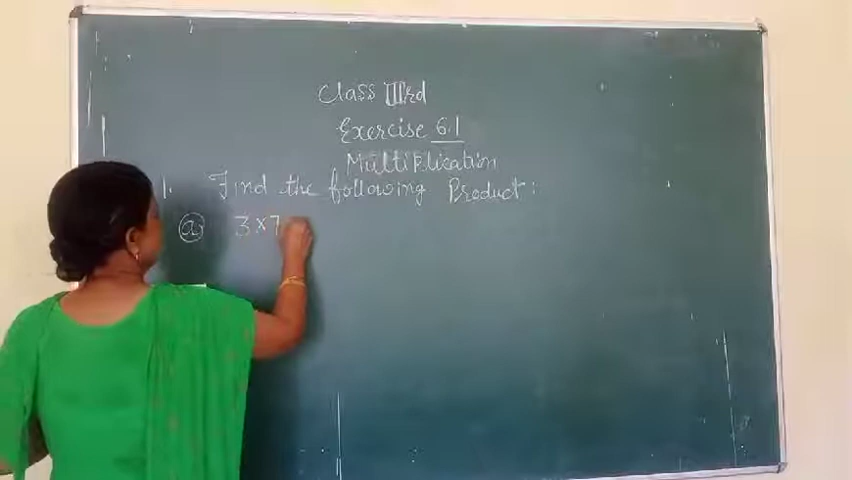 Class IIIrd
Exercise 6.1
Multiplication
1. Find the following Product:
(a) 3×7